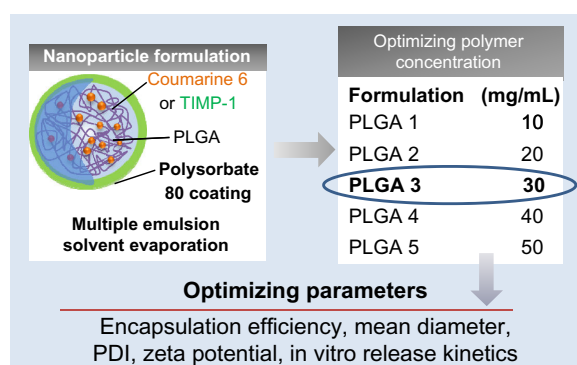 Nanoparticle formulation
Coumarine 6
or TIMP-1
PLGA
Polysorbate
80 coating
Multiple emulsion
solvent evaporation
Optimizing polymer
concentration
Formulation (mg/mL)
PLGA 1 10
PLGA 2 20
PLGA 3 30
PLGA 4 40
PLGA 5 50
Optimizing parameters
Encapsulation efficiency, mean diameter,
PDI, zeta potential, in vitro release kinetics